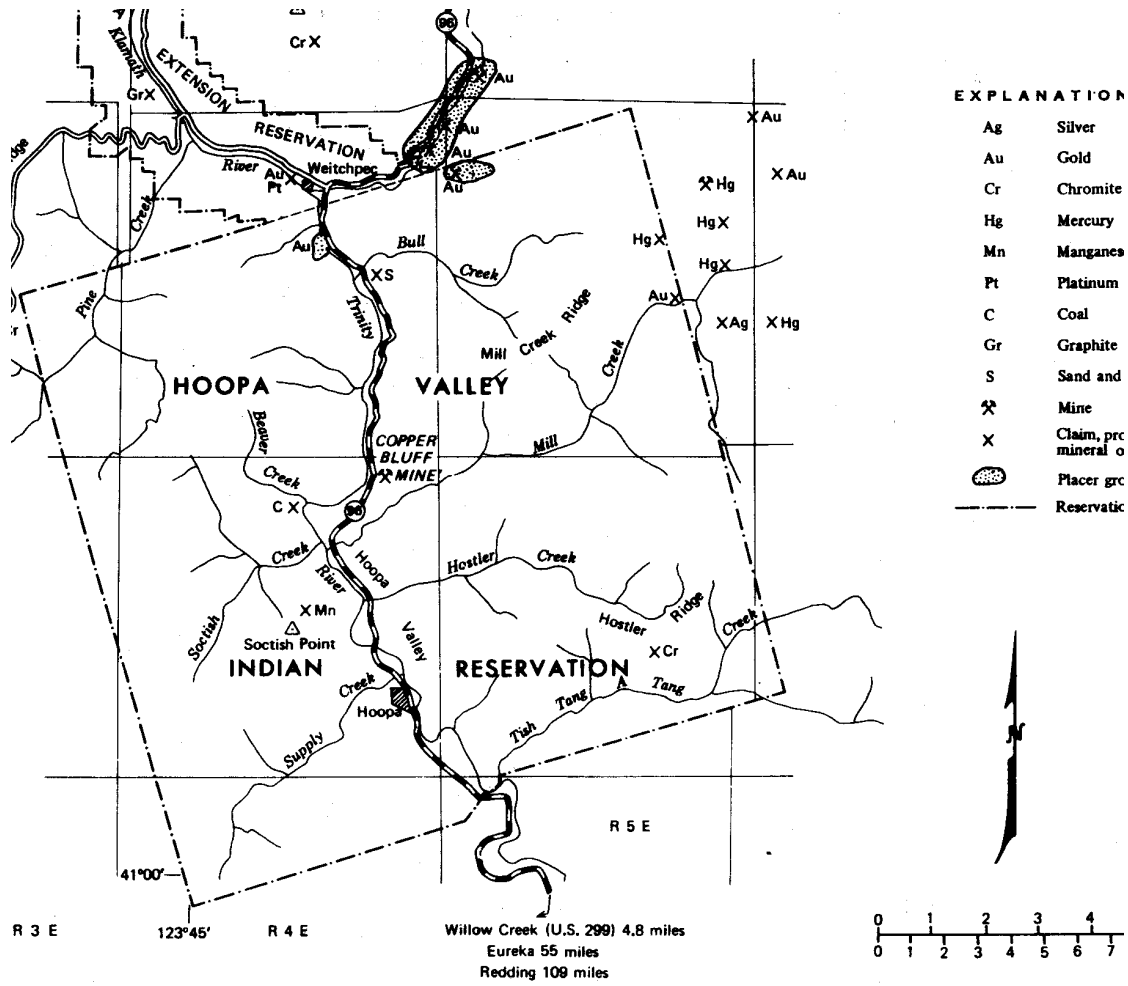 96
Cr
Klamath
EXTENSION
Gr
Au
EXPLANATION
Au
RESERVATION
Au
Ag Silver
River
Weitchpec
Au
Au Gold
Au
Pt
Au
Au
Cr Chromite
Hg
Creek
Hg
Hg Mercury
Au
Bull
Hg
Mn
Creek
S
Hg
Pt Platinum
Pine
Ridge
Au
Trinity
Creek
Ag
Hg
C Coal
Mill
Creek
Gr Graphite
HOOPA VALLEY
S Sand and
Mine
Beaver
COPPER
BLUFF
MINE
Mill
Claim,
mineral
Creek
Placer
C
96
Creek
Hoopa
Hostler
Creek
River
Soctish
Mn
Soctish Point
Valley
Hostler
Ridge
Creek
Cr
INDIAN RESERVATION
Creek
Tang
A
Tang
Hoopa
Tish
Supply
R 5 E
N
41°00'
R 3 E
123°45'
R 4 E
Willow Creek (U.S. 299) 4.8 miles
Eureka 55 miles
Redding 109 miles
0 1 2 3 4
0 1 2 3 4 5 6 7